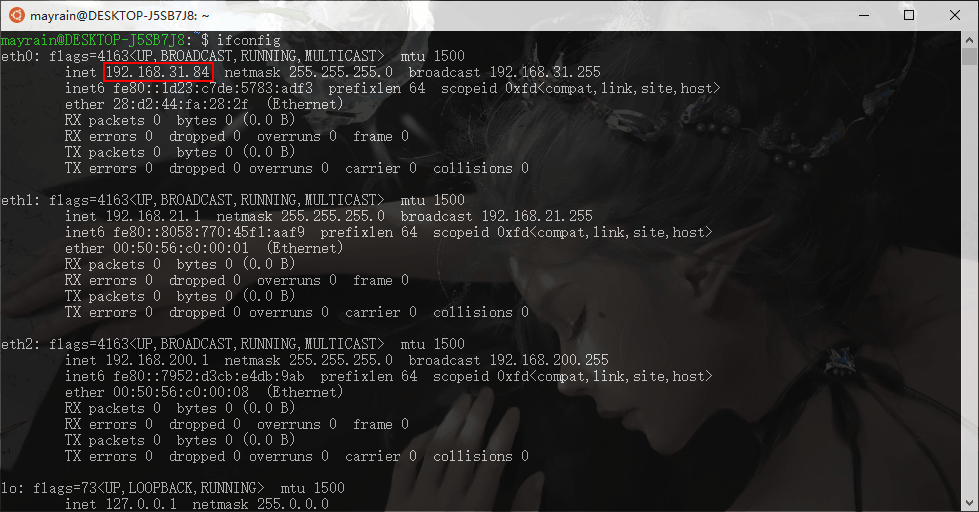 mayrain@DESKTOP-J5SB7J8: ~
mayrain@DESKTOP-J5SB7J8:~$ ifconfig
eth0: flags=4163<UP,BROADCAST,RUNNING,MULTICAST>  mtu 1500
        inet 192.168.31.84  netmask 255.255.255.0  broadcast 192.168.31.255
        inet6 fe80::1d23:c7de:5783:adf3  prefixlen 64  scopeid 0xfd<compat,link,site,host>
        ether 28:d2:44:fa:28:2f  (Ethernet)
        RX packets 0  bytes 0 (0.0 B)
        RX errors 0  dropped 0  overruns 0  frame 0
        TX packets 0  bytes 0 (0.0 B)
        TX errors 0  dropped 0 overruns 0  carrier 0  collisions 0
eth1: flags=4163<UP,BROADCAST,RUNNING,MULTICAST>  mtu 1500
        inet 192.168.21.1  netmask 255.255.255.0  broadcast 192.168.21.255
        inet6 fe80::8058:770:45f1:aaf9  prefixlen 64  scopeid 0xfd<compat,link,site,host>
        ether 00:50:56:c0:00:01  (Ethernet)
        RX packets 0  bytes 0 (0.0 B)
        RX errors 0  dropped 0  overruns 0  frame 0
        TX packets 0  bytes 0 (0.0 B)
        TX errors 0  dropped 0 overruns 0  carrier 0  collisions 0
eth2: flags=4163<UP,BROADCAST,RUNNING,MULTICAST>  mtu 1500
        inet 192.168.200.1  netmask 255.255.255.0  broadcast 192.168.200.255
        inet6 fe80::7952:d3cb:e4db:9ab  prefixlen 64  scopeid 0xfd<compat,link,site,host>
        ether 00:50:56:c0:00:08  (Ethernet)
        RX packets 0  bytes 0 (0.0 B)
        RX errors 0  dropped 0  overruns 0  frame 0
        TX packets 0  bytes 0 (0.0 B)
        TX errors 0  dropped 0 overruns 0  carrier 0  collisions 0
lo: flags=73<UP,LOOPBACK,RUNNING>  mtu 1500
        inet 127.0.0.1  netmask 255.0.0.0